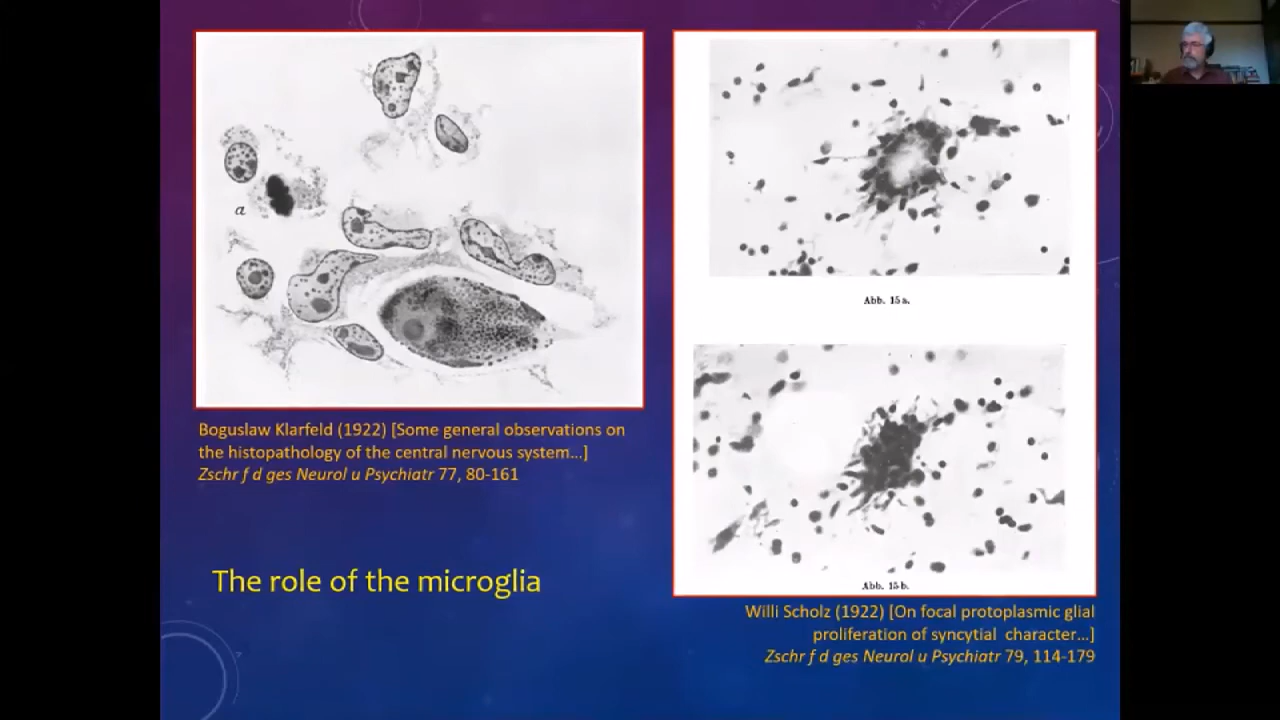 a
Boguslaw Klarfeld (1922) [Some general observations on
the histopathology of the central nervous system...]
Zschr f d ges Neurol u Psychiatr 77, 80-161
The role of the microglia
Abb. 15a.
Abb. 15b.
Willi Scholz (1922) [On focal protoplasmic glial
proliferation of syncytial character...]
Zschr f d ges Neurol u Psychiatr 79, 114-179